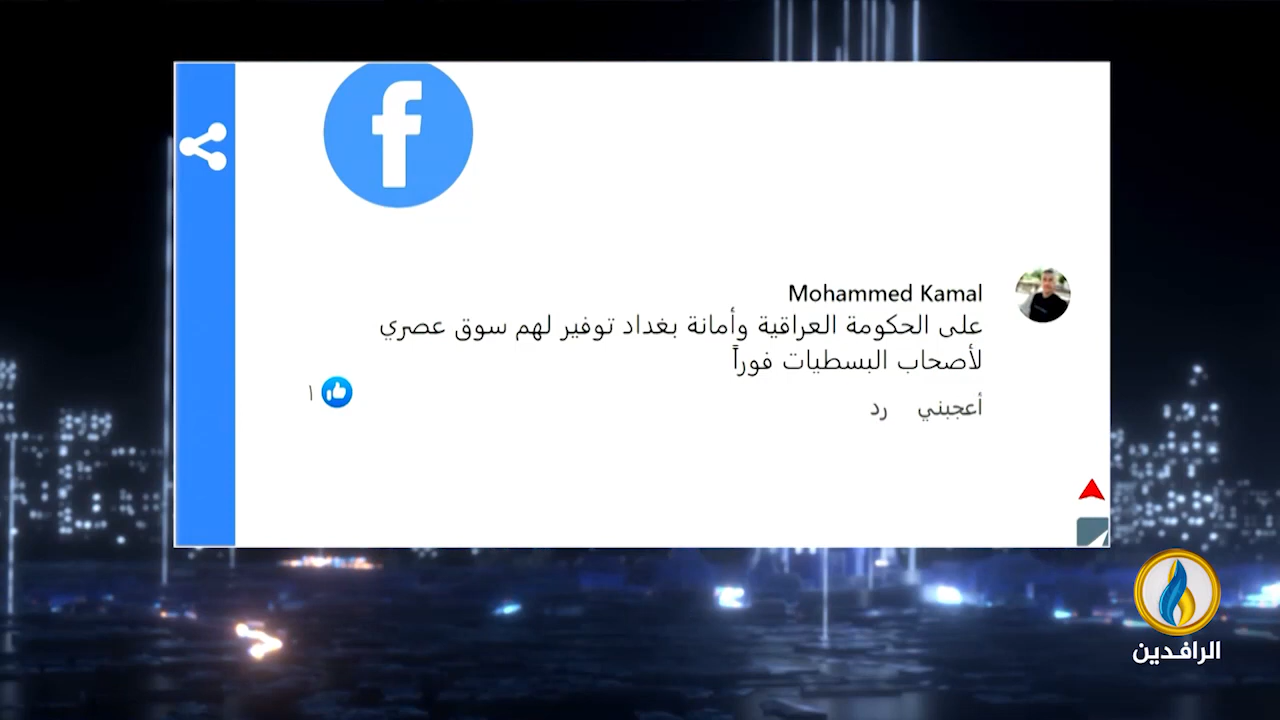 f
Mohammed Kamal
على الحكومة العراقية وأمانة بغداد توفير لهم سوق عصري
لأصحاب البسطيات فوراً
أعجبني رد
١
الرافدين